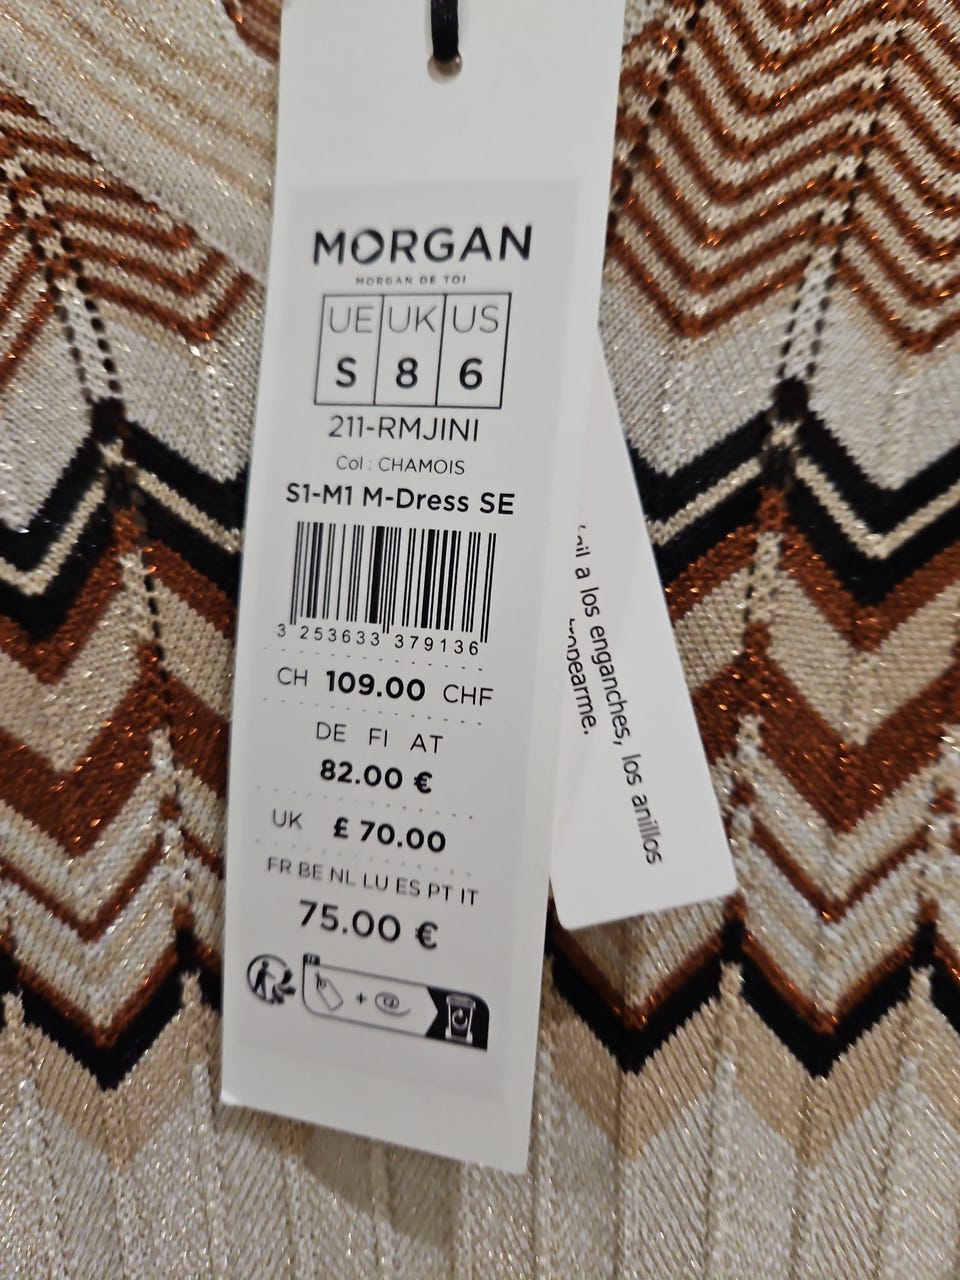 MORGAN
MORGAN DE TOI
UE UK US
S 8 6
211-RMJINI
Col : CHAMOIS
S1-M1 M-Dress SE
3 253633 379136
CH 109.00 CHF
DE FI AT
82.00 €
UK £ 70.00
FR BE NL LU ES PT IT
75.00 €
+ @
a los enganches, los anillos